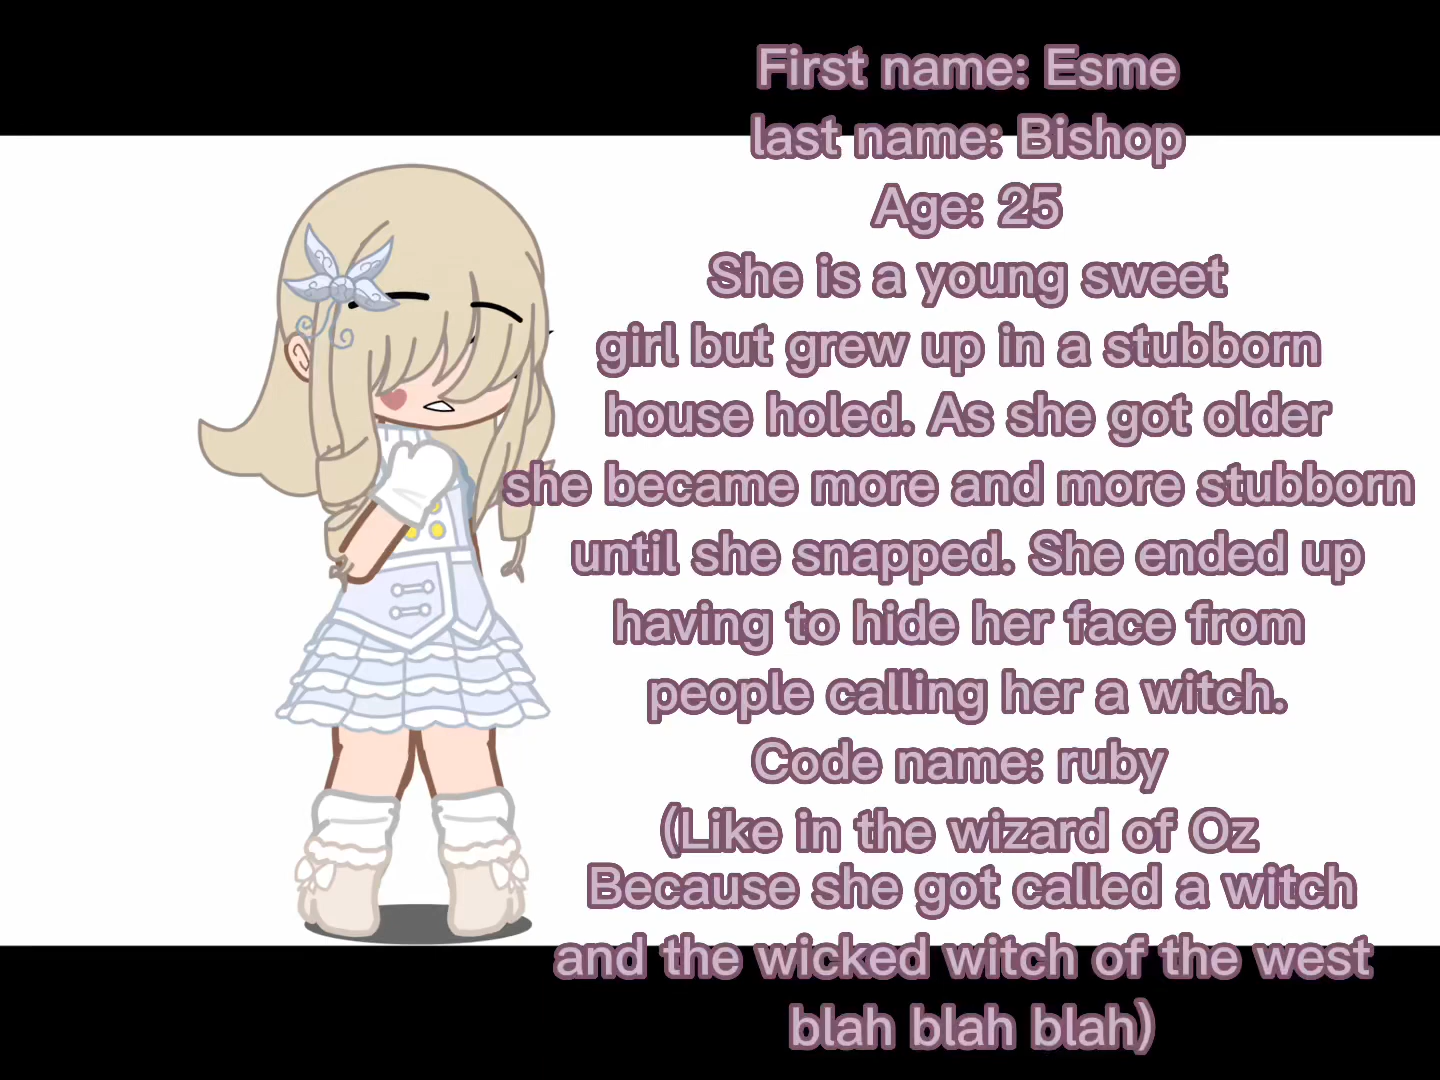 First name: Esme
last name: Bishop
Age: 25
She is a young sweet
girl but grew up in a stubborn
house holed. As she got older
she became more and more stubborn
until she snapped. She ended up
having to hide her face from
people calling her a witch.
Code name: ruby
(Like in the wizard of Oz
Because she got called a witch
and the wicked witch of the west
blah blah blah)